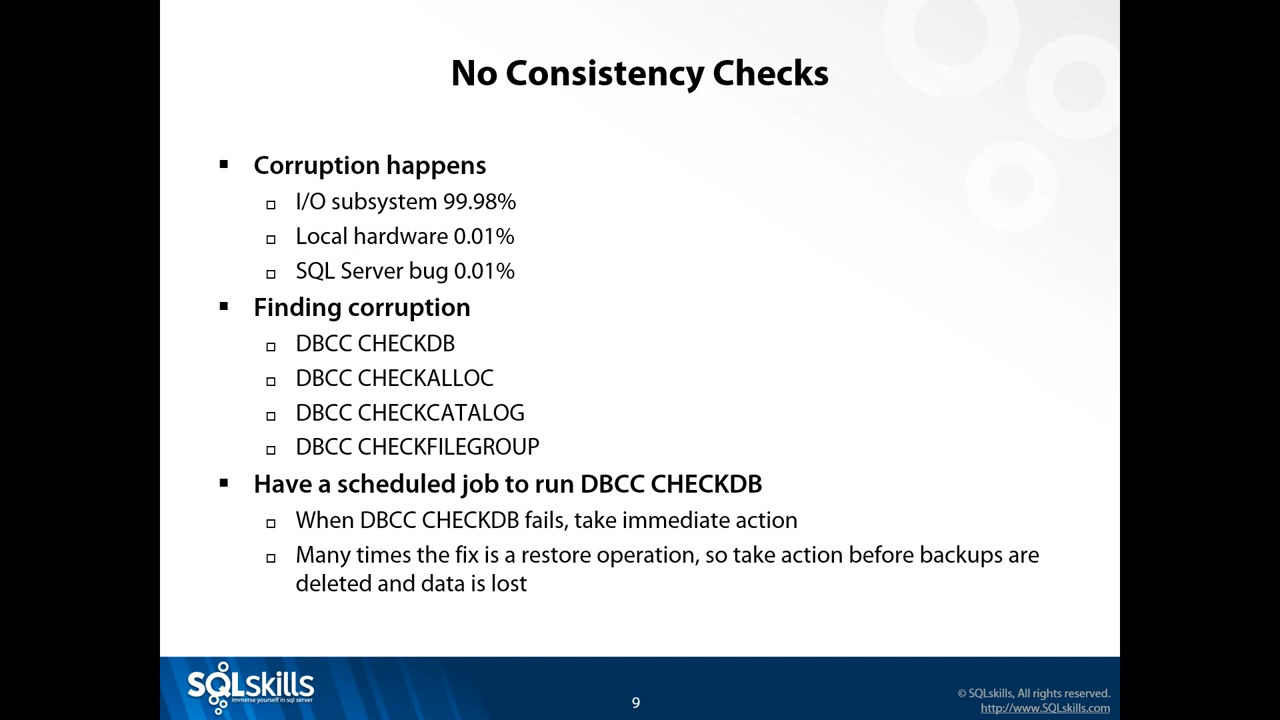 No Consistency Checks
▪ Corruption happens
▫ I/O subsystem 99.98%
▫ Local hardware 0.01%
▫ SQL Server bug 0.01%
▪ Finding corruption
▫ DBCC CHECKDB
▫ DBCC CHECKALLOC
▫ DBCC CHECKCATALOG
▫ DBCC CHECKFILEGROUP
▪ Have a scheduled job to run DBCC CHECKDB
▫ When DBCC CHECKDB fails, take immediate action
▫ Many times the fix is a restore operation, so take action before backups are
deleted and data is lost
SQLskills
immerse yourself in sql server
9
© SQLskills, All rights reserved.
http://www.SQLskills.com